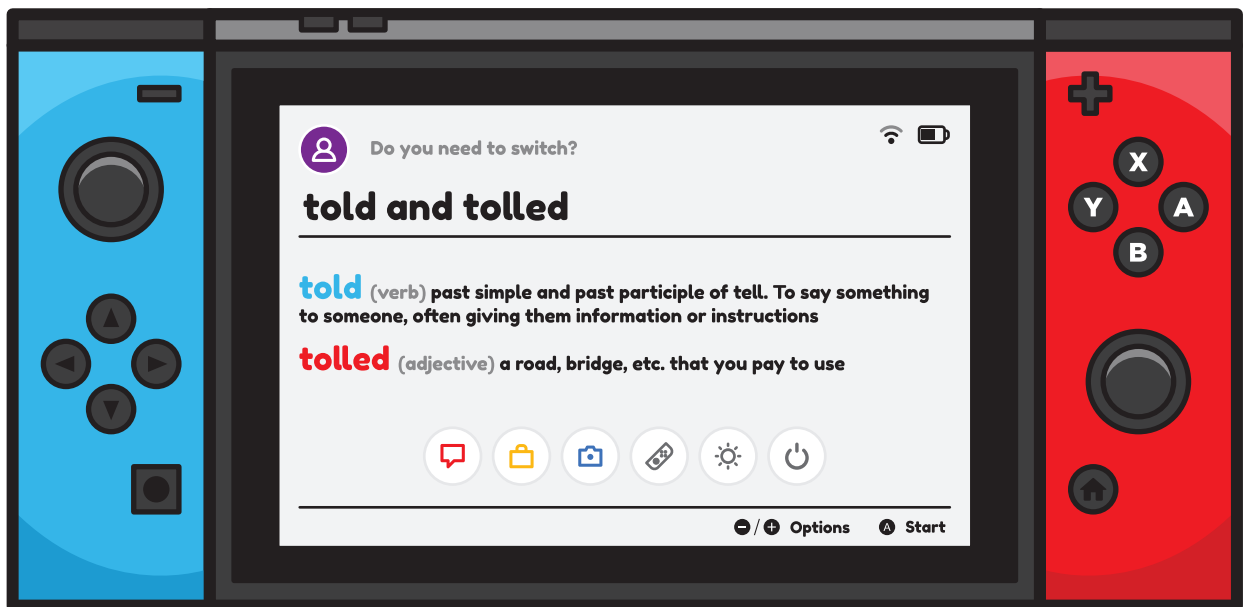 Do you need to switch?
told and tolled
told (verb) past simple and past participle of tell. To say something
to someone, often giving them information or instructions
tolled (adjective) a road, bridge, etc. that you pay to use
X
Y A
B
/ Options A Start